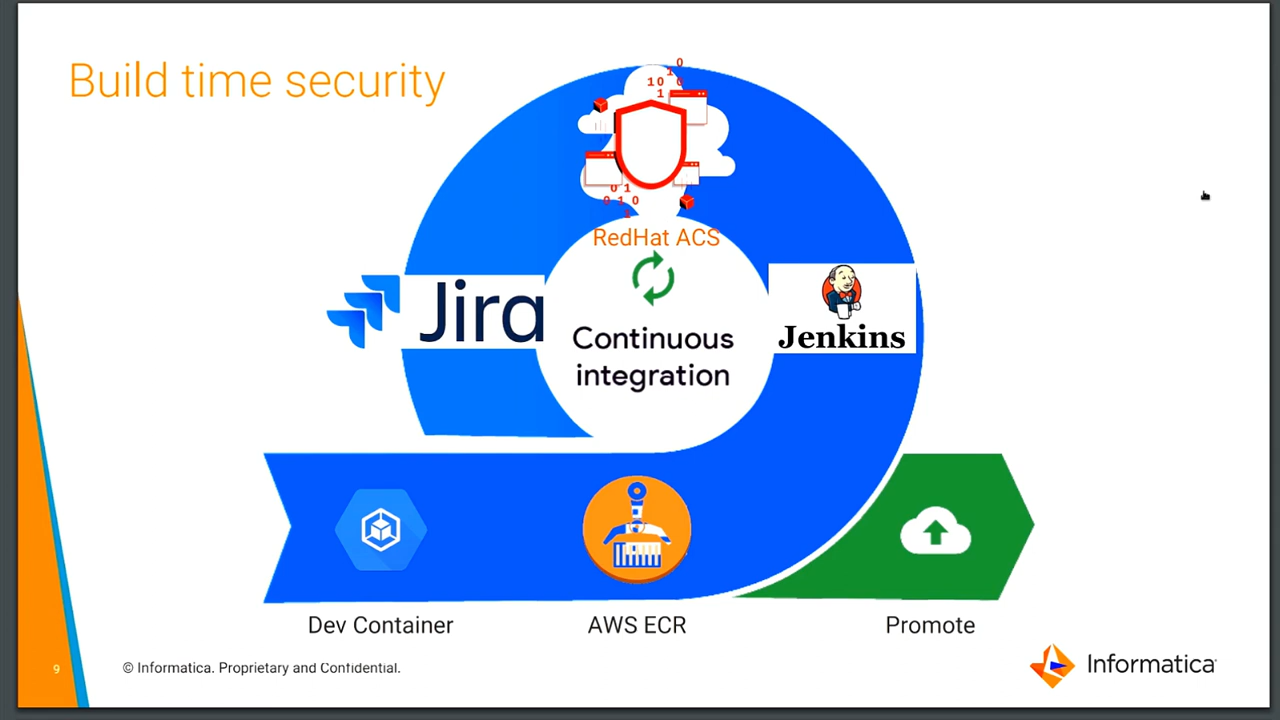 Build time security
RedHat ACS
Jira
Continuous
integration
Jenkins
Dev Container
AWS ECR
Promote
9
© Informatica. Proprietary and Confidential.
Informatica